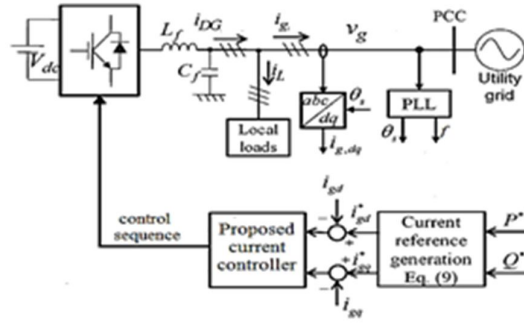 PCC
L_f
i_DG
i_g
v_g
V_dc
C_f
i_L
Utility
grid
abc
dq
θ_s
PLL
Local
loads
i_g,dq
θ_s
f
i_gd
control
sequence
Proposed
current
controller
−
i*_gd
+
Current
reference
generation
Eq. (9)
P*
+
i*_gq
Q*
−
i_gq